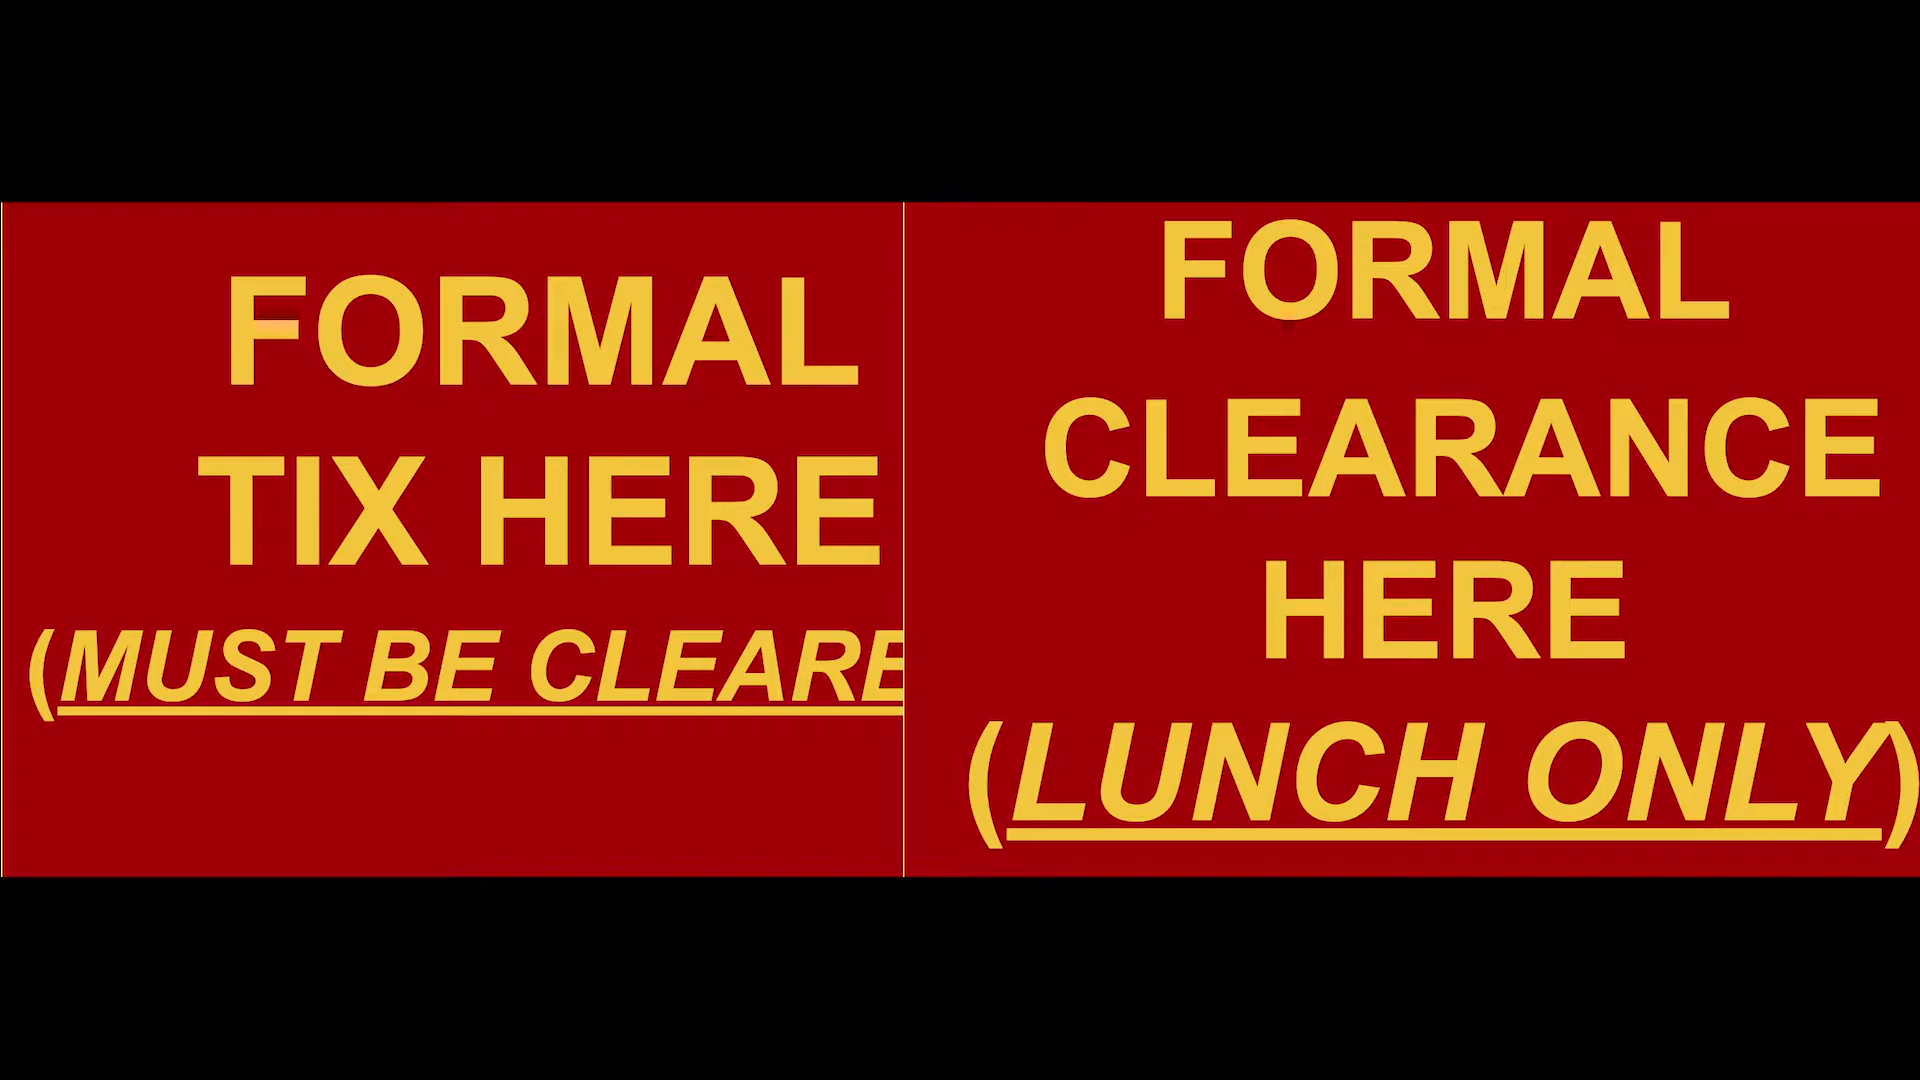 FORMAL
TIX HERE
(MUST BE CLEARE
FORMAL
CLEARANCE
HERE
(LUNCH ONLY)